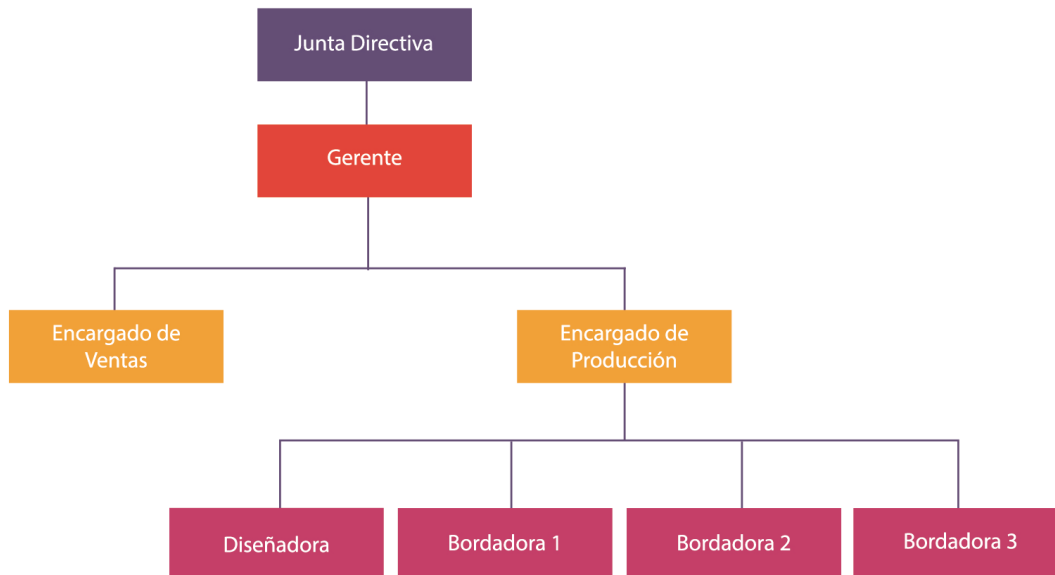 Junta Directiva
Gerente
Encargado de
Ventas
Encargado de
Producción
Diseñadora
Bordadora 1
Bordadora 2
Bordadora 3